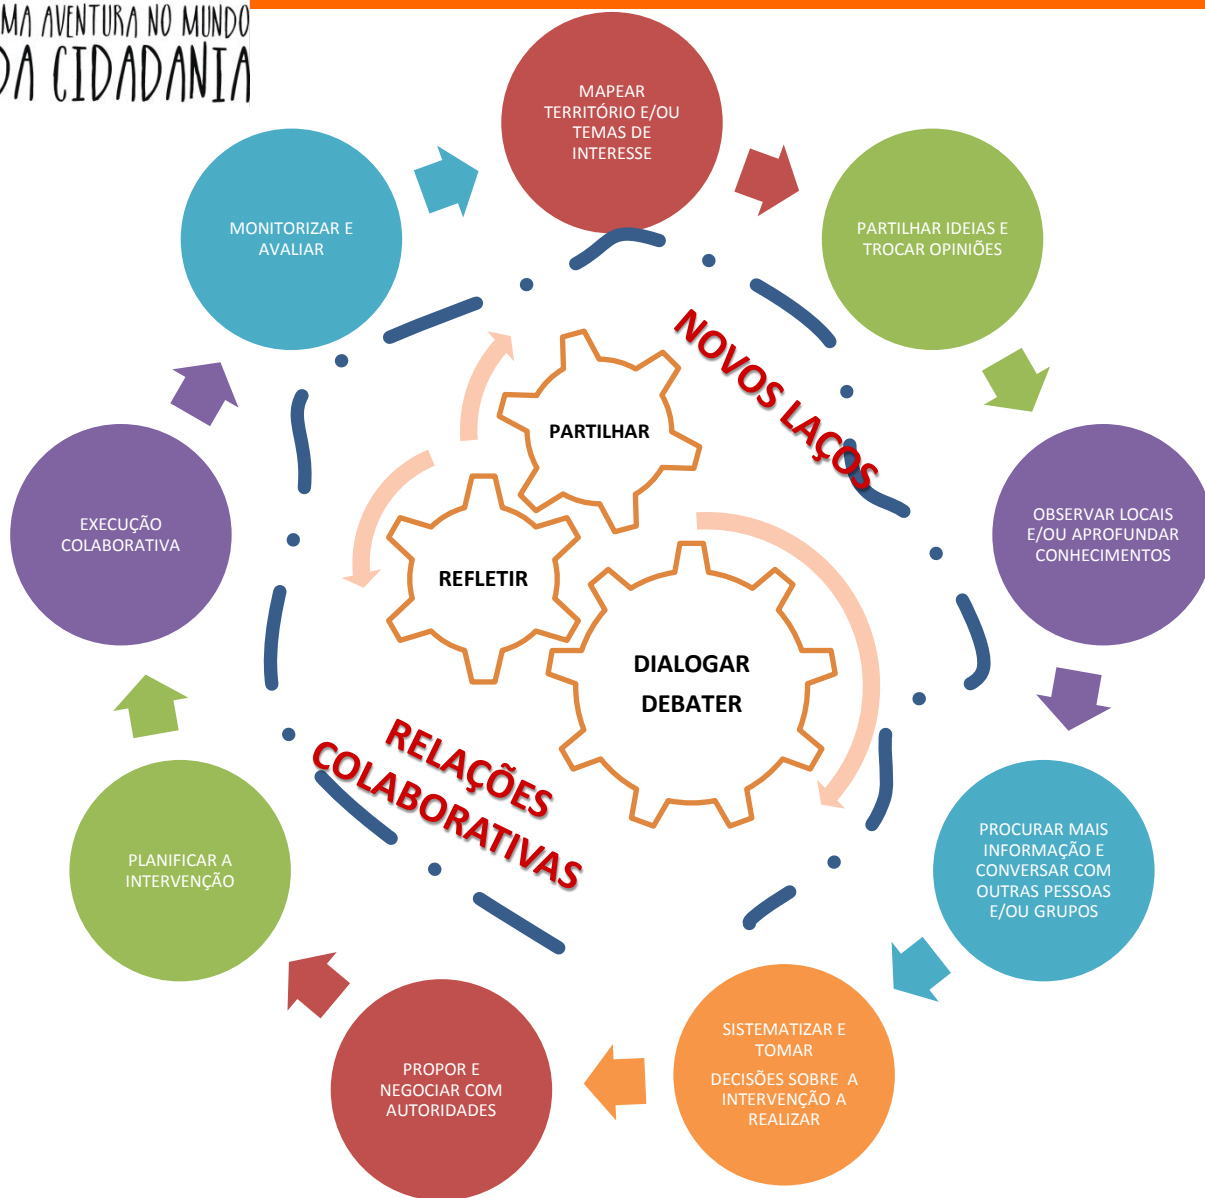 AVENTURA NO MUNDO
DA CIDADANIA
MAPEAR
TERRITÓRIO E/OU
TEMAS DE
INTERESSE
PARTILHAR IDEIAS E
TROCAR OPINIÕES
OBSERVAR LOCAIS
E/OU APROFUNDAR
CONHECIMENTOS
PROCURAR MAIS
INFORMAÇÃO E
CONVERSAR COM
OUTRAS PESSOAS
E/OU GRUPOS
SISTEMATIZAR E
TOMAR
DECISÕES SOBRE A
INTERVENÇÃO A
REALIZAR
PROPOR E
NEGOCIAR COM
AUTORIDADES
PLANIFICAR A
INTERVENÇÃO
EXECUÇÃO
COLABORATIVA
MONITORIZAR E
AVALIAR
NOVOS LAÇOS
PARTILHAR
REFLETIR
DIALOGAR
DEBATER
RELAÇÕES
COLABORATIVAS